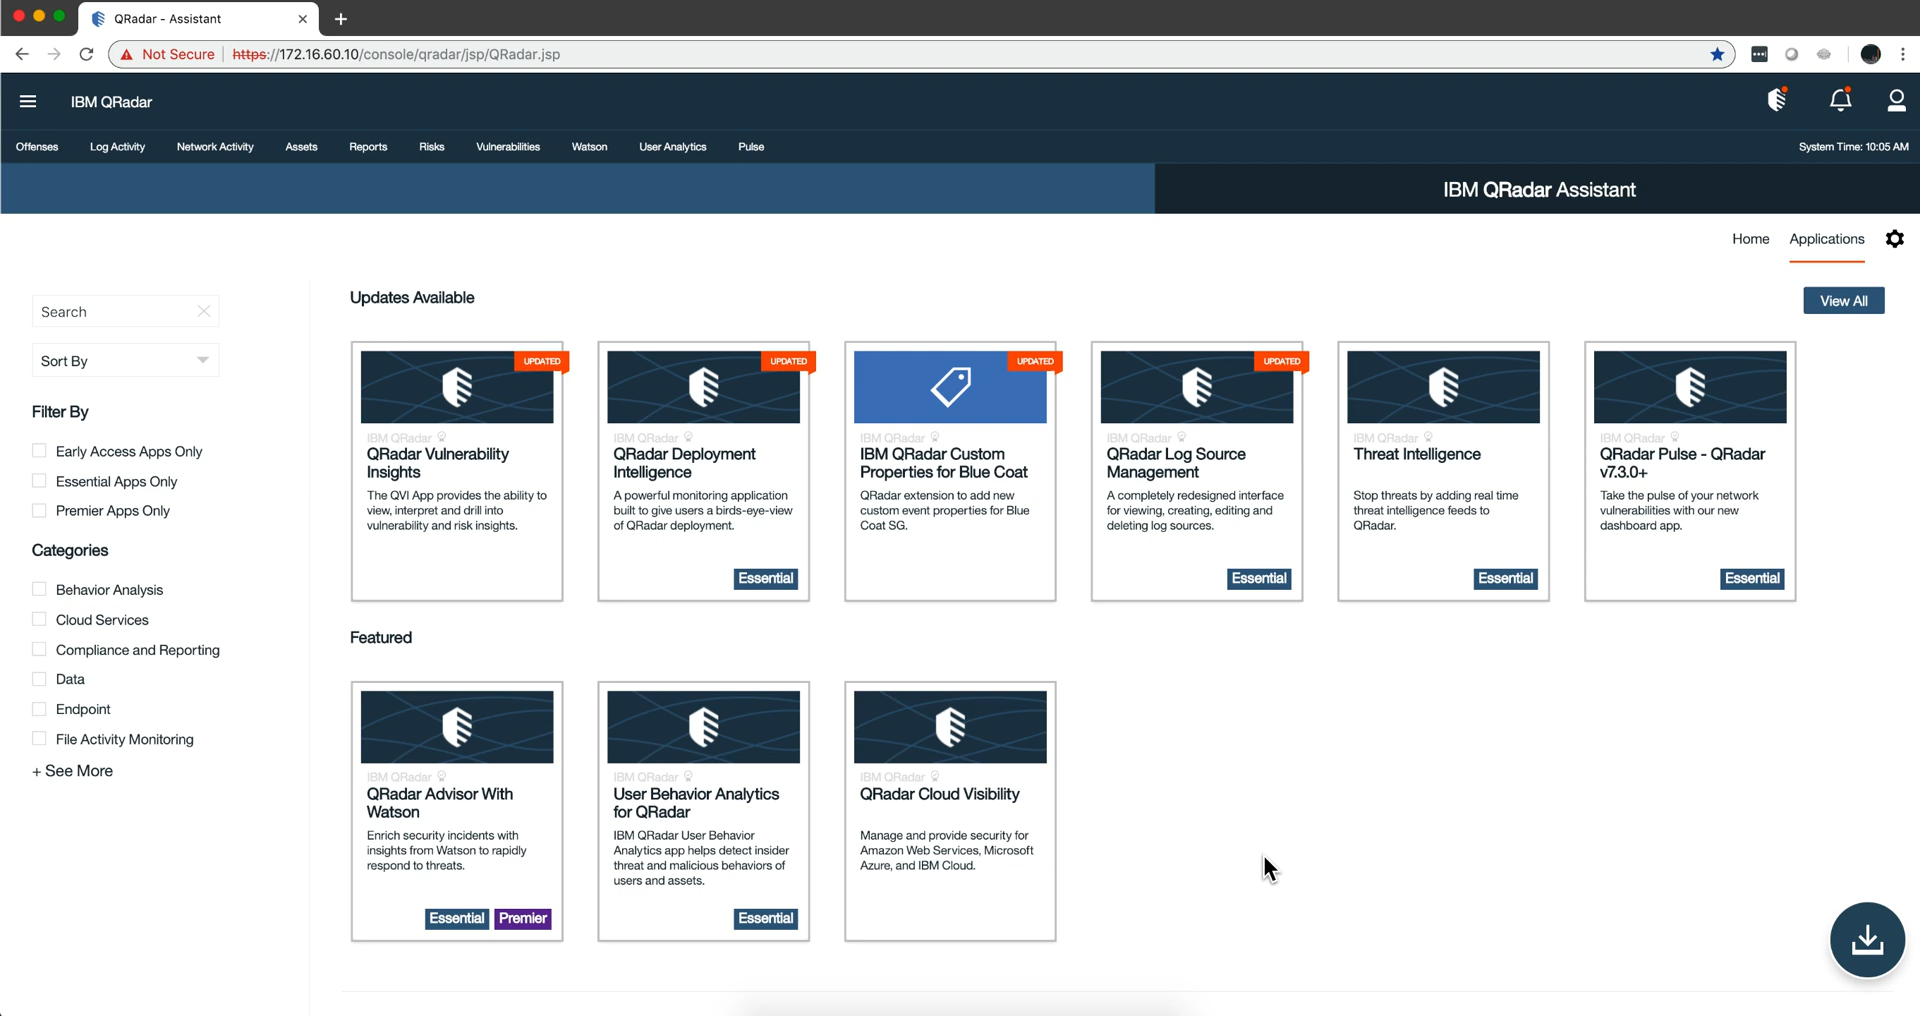 QRadar - Assistant
Not Secure
https://172.16.60.10/console/qradar/jsp/QRadar.jsp
IBM QRadar
Offenses
Log Activity
Network Activity
Assets
Reports
Risks
Vulnerabilities
Watson
User Analytics
Pulse
System Time: 10:05 AM
IBM QRadar Assistant
Home
Applications
Search
Sort By
Filter By
Early Access Apps Only
Essential Apps Only
Premier Apps Only
Categories
Behavior Analysis
Cloud Services
Compliance and Reporting
Data
Endpoint
File Activity Monitoring
+ See More
Updates Available
View All
UPDATED
IBM QRadar
QRadar Vulnerability
Insights
The QVI App provides the ability to
view, interpret and drill into
vulnerability and risk insights.
UPDATED
IBM QRadar
QRadar Deployment
Intelligence
A powerful monitoring application
built to give users a birds-eye-view
of QRadar deployment.
Essential
UPDATED
IBM QRadar
IBM QRadar Custom
Properties for Blue Coat
QRadar extension to add new
custom event properties for Blue
Coat SG.
UPDATED
IBM QRadar
QRadar Log Source
Management
A completely redesigned interface
for viewing, creating, editing and
deleting log sources.
Essential
IBM QRadar
Threat Intelligence
Stop threats by adding real time
threat intelligence feeds to
QRadar.
Essential
IBM QRadar
QRadar Pulse - QRadar
v7.3.0+
Take the pulse of your network
vulnerabilities with our new
dashboard app.
Essential
Featured
IBM QRadar
QRadar Advisor With
Watson
Enrich security incidents with
insights from Watson to rapidly
respond to threats.
Essential
Premier
IBM QRadar
User Behavior Analytics
for QRadar
IBM QRadar User Behavior
Analytics app helps detect insider
threat and malicious behaviors of
users and assets.
Essential
IBM QRadar
QRadar Cloud Visibility
Manage and provide security for
Amazon Web Services, Microsoft
Azure, and IBM Cloud.